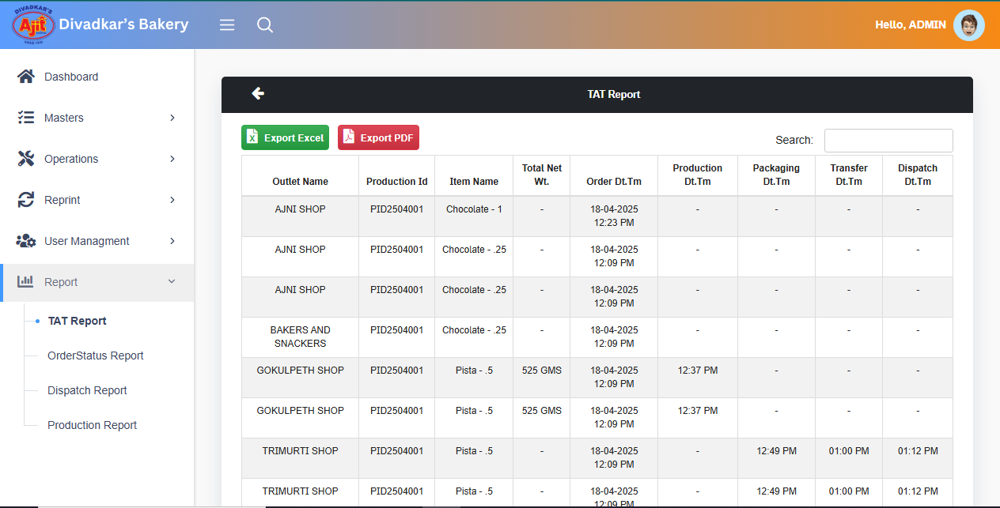 DIVADKAR'S
Ajit
SINCE 1935
Divadkar's Bakery
Hello, ADMIN
Dashboard
Masters
Operations
Reprint
User Managment
Report
TAT Report
OrderStatus Report
Dispatch Report
Production Report
TAT Report
Export Excel
Export PDF
Search:
Outlet Name Production Id Item Name Total Net Wt. Order Dt.Tm Production Dt.Tm Packaging Dt.Tm Transfer Dt.Tm Dispatch Dt.Tm
AJNI SHOP PID2504001 Chocolate - 1 - 18-04-2025 12:23 PM - - - -
AJNI SHOP PID2504001 Chocolate - .25 - 18-04-2025 12:09 PM - - - -
AJNI SHOP PID2504001 Chocolate - .25 - 18-04-2025 12:09 PM - - - -
BAKERS AND SNACKERS PID2504001 Chocolate - .25 - 18-04-2025 12:09 PM - - - -
GOKULPETH SHOP PID2504001 Pista - .5 525 GMS 18-04-2025 12:09 PM 12:37 PM - - -
GOKULPETH SHOP PID2504001 Pista - .5 525 GMS 18-04-2025 12:09 PM 12:37 PM - - -
TRIMURTI SHOP PID2504001 Pista - .5 - 18-04-2025 12:09 PM - 12:49 PM 01:00 PM 01:12 PM
TRIMURTI SHOP PID2504001 Pista - .5 - 18-04-2025 12:09 PM - 12:49 PM 01:00 PM 01:12 PM